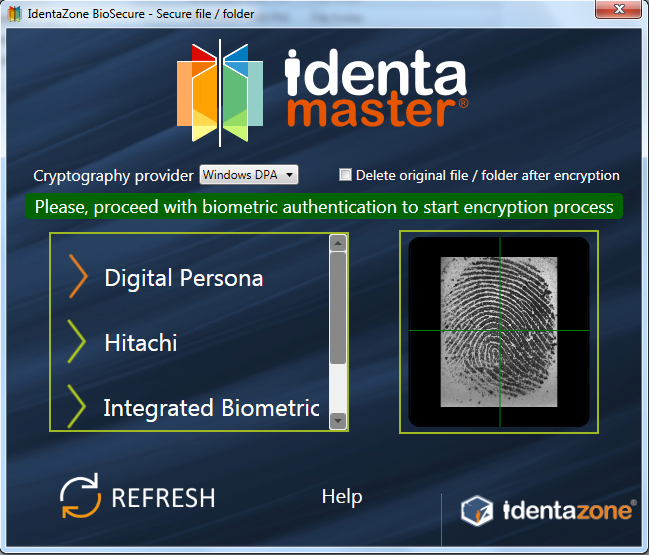 IdentaZone BioSecure - Secure file / folder
identa
master®
Cryptography provider Windows DPA Delete original file / folder after encryption
Please, proceed with biometric authentication to start encryption process
Digital Persona
Hitachi
Integrated Biometric
REFRESH
Help
identazone®